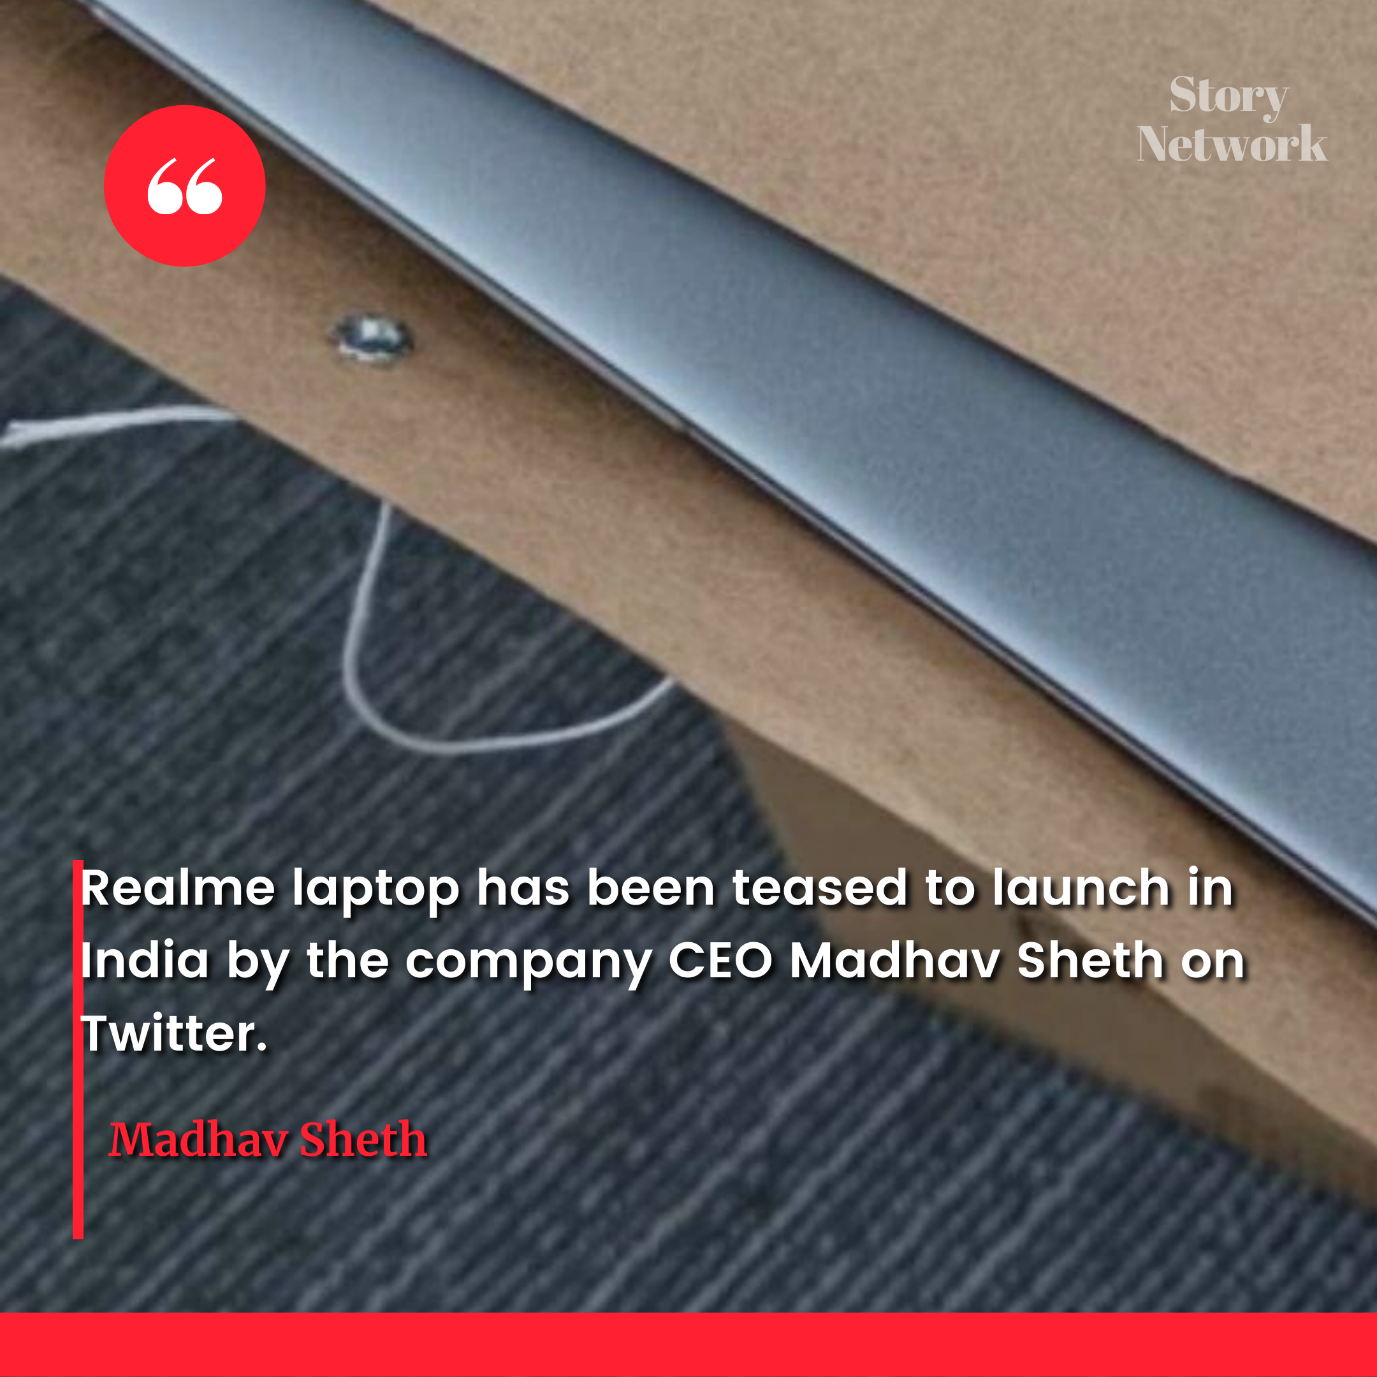 Story
Network
“
Realme laptop has been teased to launch in
India by the company CEO Madhav Sheth on
Twitter.
Madhav Sheth